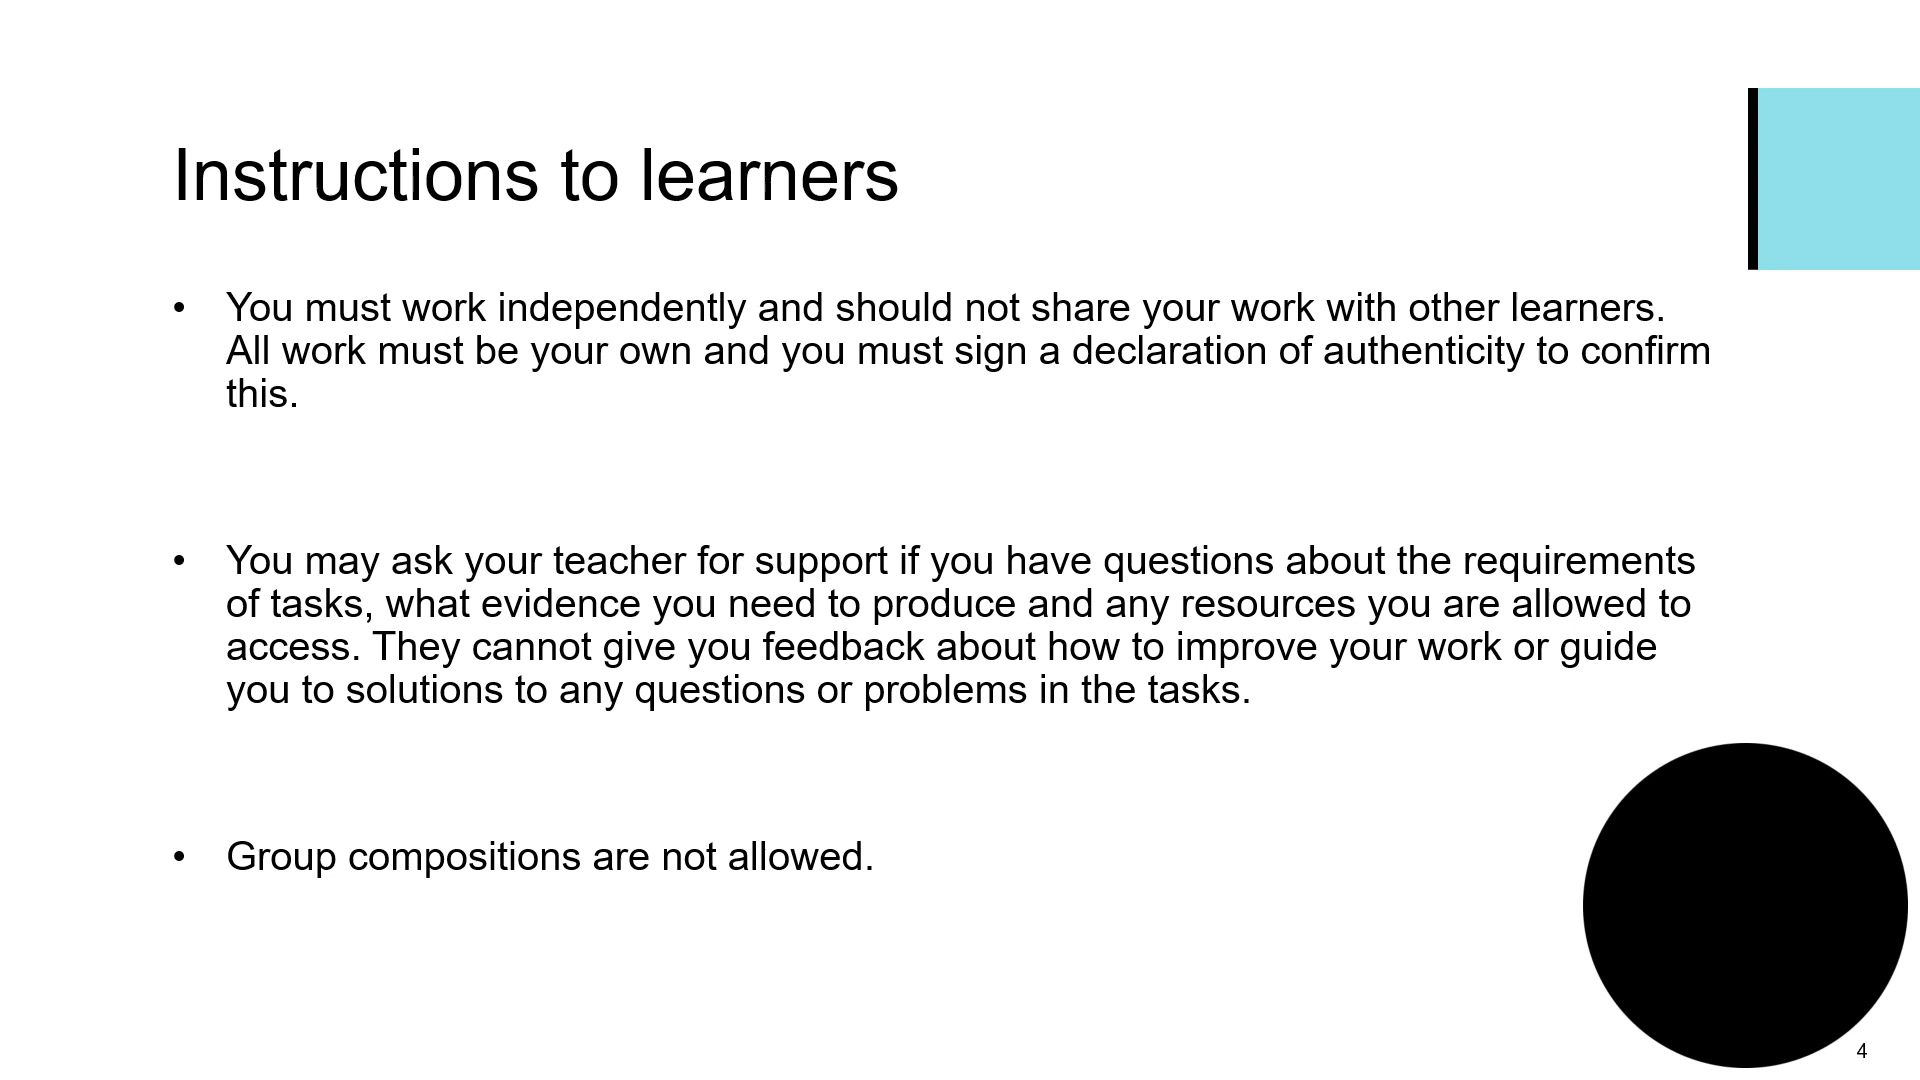 Instructions to learners
• You must work independently and should not share your work with other learners.
All work must be your own and you must sign a declaration of authenticity to confirm
this.
• You may ask your teacher for support if you have questions about the requirements
of tasks, what evidence you need to produce and any resources you are allowed to
access. They cannot give you feedback about how to improve your work or guide
you to solutions to any questions or problems in the tasks.
• Group compositions are not allowed.
4